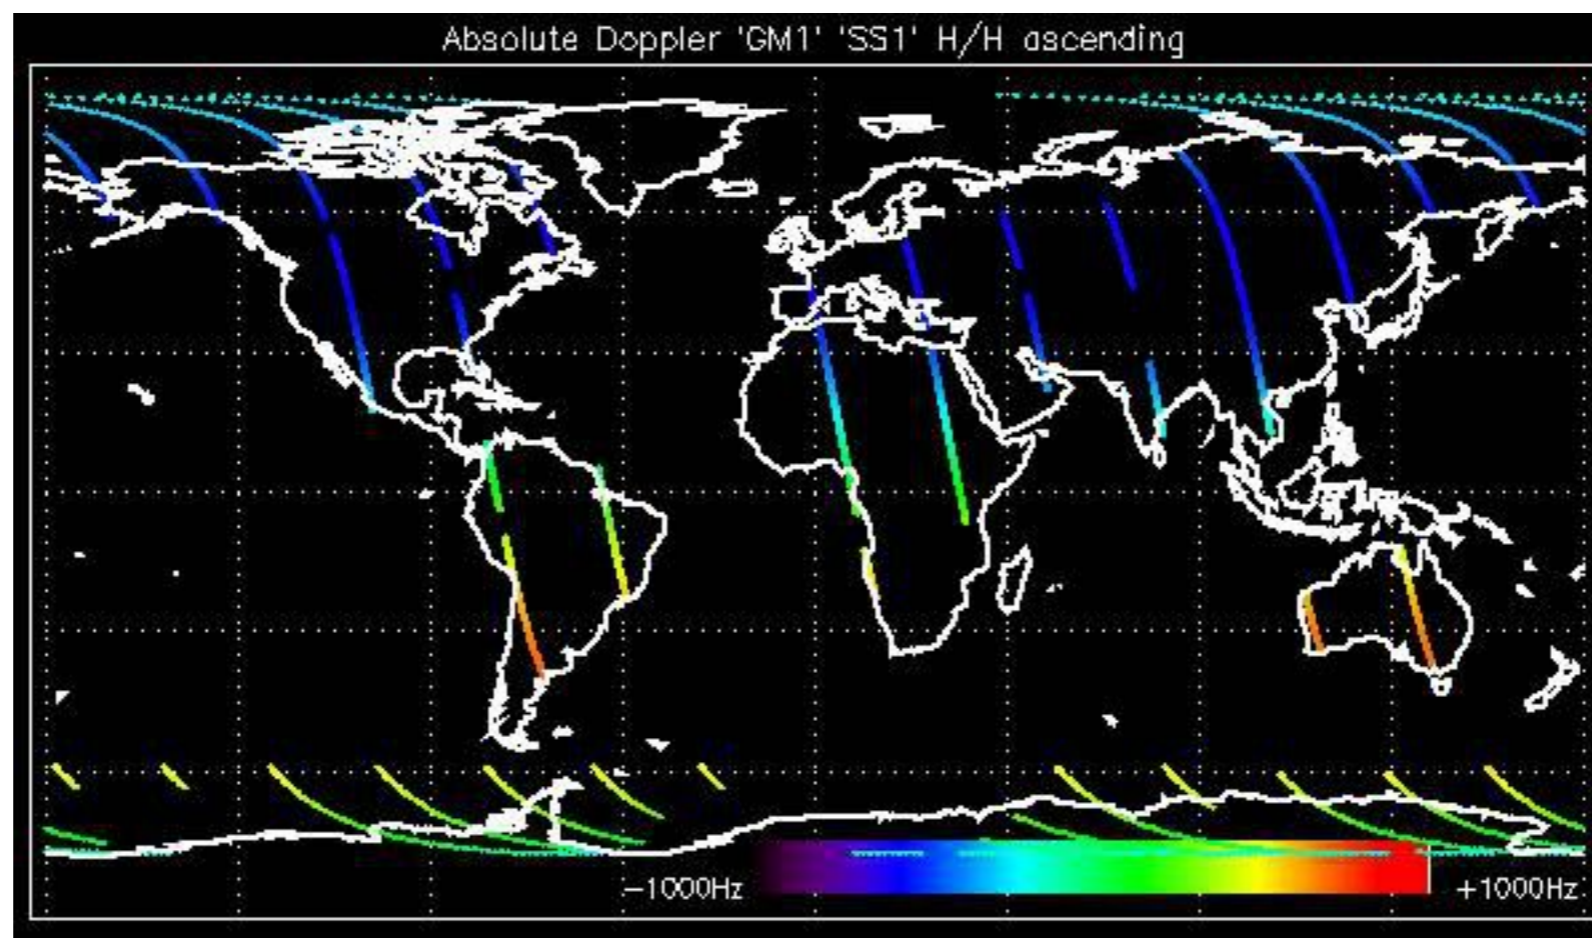 Absolute Doppler 'GM1' 'SS1' H/H ascending
-1000Hz
+1000Hz